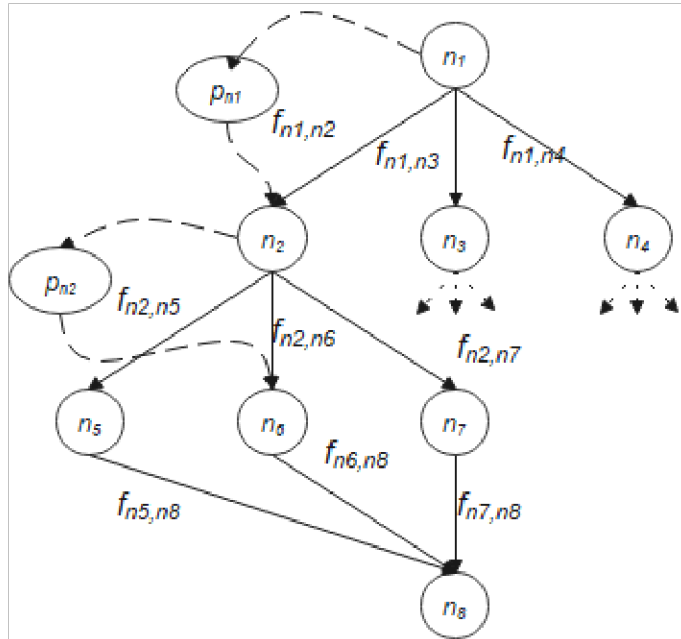 n1
pn1
fn1,n2
fn1,n3
fn1,n4
n2
n3
n4
pn2
fn2,n5
fn2,n6
fn2,n7
n5
n6
n7
fn6,n8
fn5,n8
fn7,n8
n8